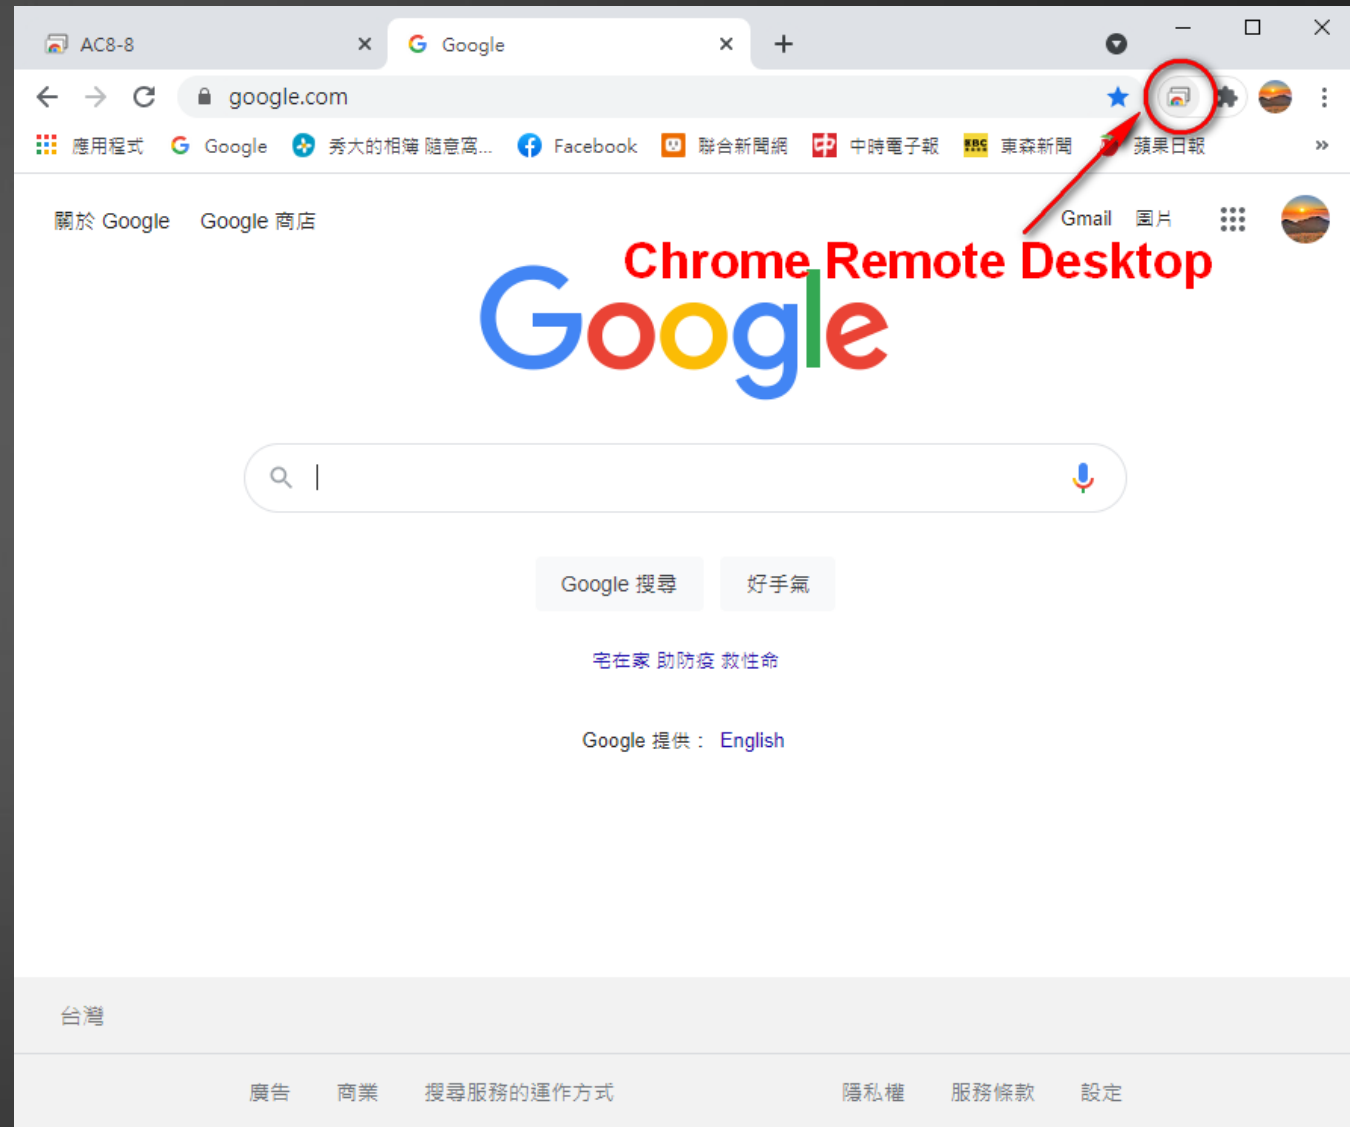 AC8-8
Google
google.com
應用程式 Google 秀大的相簿 隨意窩... Facebook 聯合新聞網 中 中時電子報 EBC 東森新聞 蘋果日報 »
關於 Google Google 商店 Gmail 圖片
Chrome Remote Desktop
Google
Google 搜尋 好手氣
宅在家 助防疫 救性命
Google 提供： English
台灣
廣告 商業 搜尋服務的運作方式 隱私權 服務條款 設定